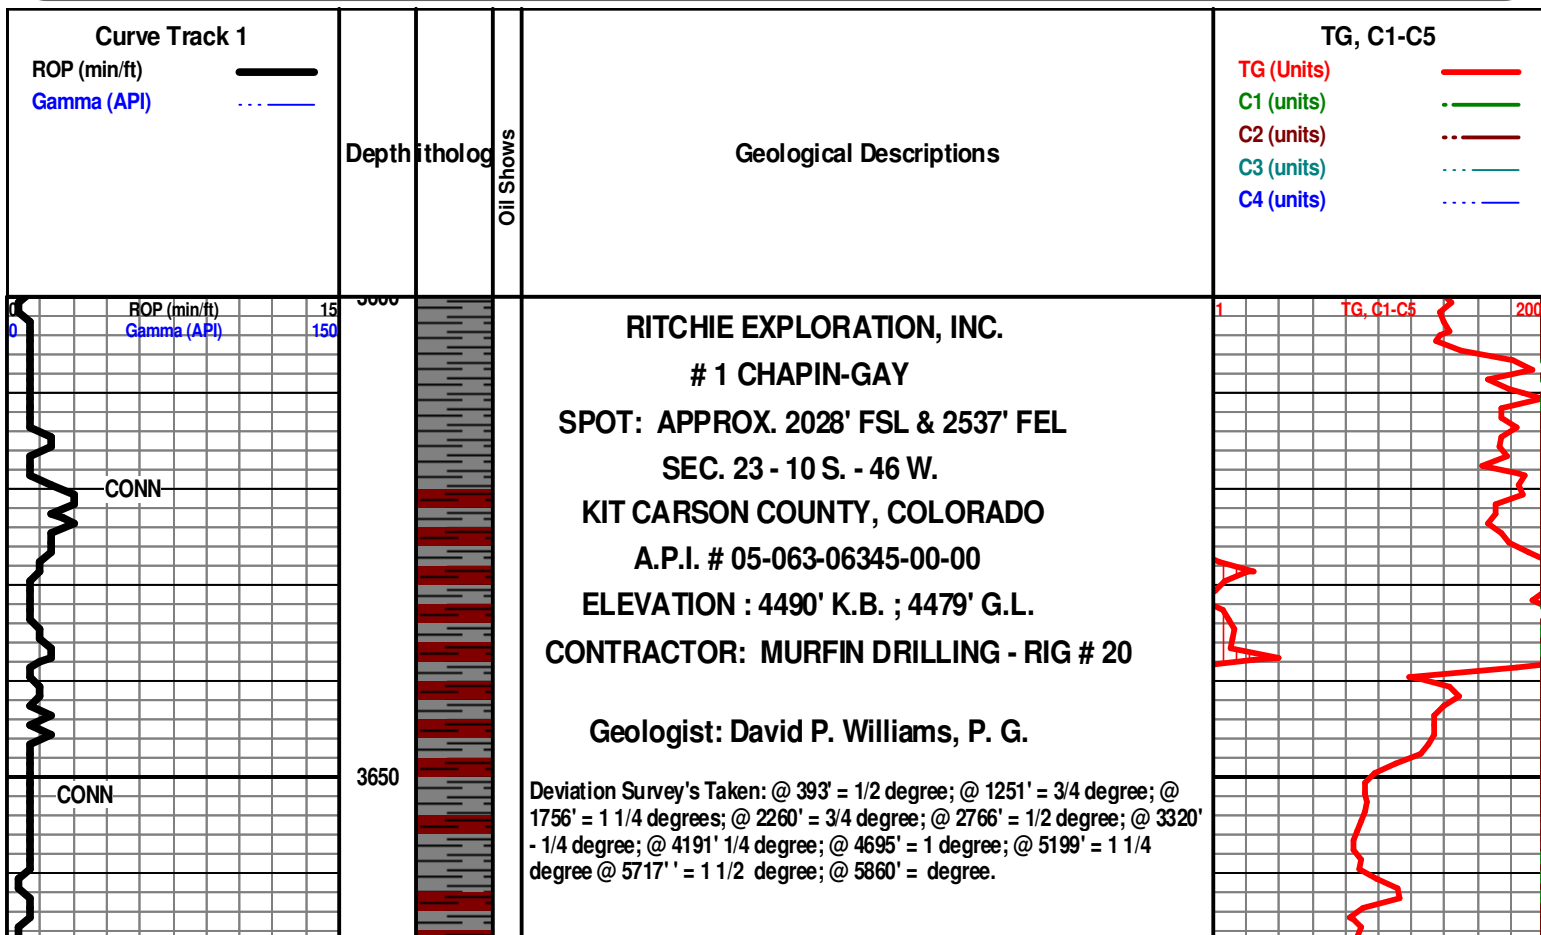 Curve Track 1
ROP (min/ft)
Gamma (API)
Depth
itholog
Oil Shows
Geological Descriptions
TG, C1-C5
TG (Units)
C1 (units)
C2 (units)
C3 (units)
C4 (units)
0 ROP (min/ft) 15
0 Gamma (API) 150
1 TG, C1-C5 200
RITCHIE EXPLORATION, INC.
# 1 CHAPIN-GAY
SPOT: APPROX. 2028' FSL & 2537' FEL
SEC. 23 - 10 S. - 46 W.
CONN
KIT CARSON COUNTY, COLORADO
A.P.I. # 05-063-06345-00-00
ELEVATION : 4490' K.B. ; 4479' G.L.
CONTRACTOR: MURFIN DRILLING - RIG # 20
Geologist: David P. Williams, P. G.
3650
CONN
Deviation Survey's Taken: @ 393' = 1/2 degree; @ 1251' = 3/4 degree; @
1756' = 1 1/4 degrees; @ 2260' = 3/4 degree; @ 2766' = 1/2 degree; @ 3320'
- 1/4 degree; @ 4191' 1/4 degree; @ 4695' = 1 degree; @ 5199' = 1 1/4
degree @ 5717' ' = 1 1/2 degree; @ 5860' = degree.